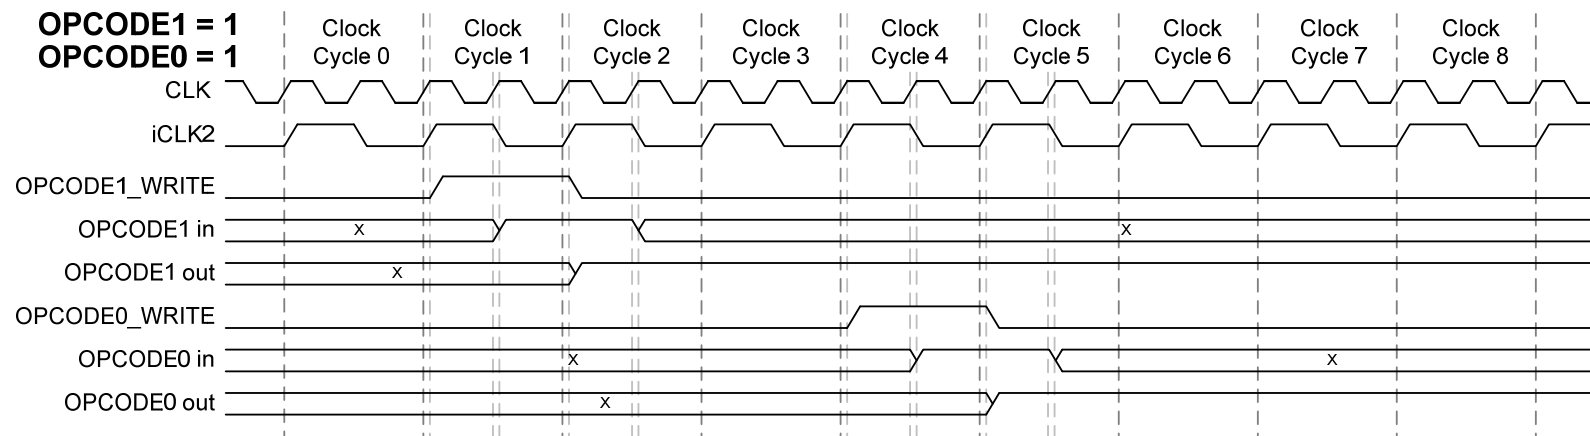 OPCODE1 = 1
OPCODE0 = 1
Clock Cycle 0
Clock Cycle 1
Clock Cycle 2
Clock Cycle 3
Clock Cycle 4
Clock Cycle 5
Clock Cycle 6
Clock Cycle 7
Clock Cycle 8
CLK
iCLK2
OPCODE1_WRITE
OPCODE1 in
x
x
OPCODE1 out
x
OPCODE0_WRITE
OPCODE0 in
x
x
OPCODE0 out
x